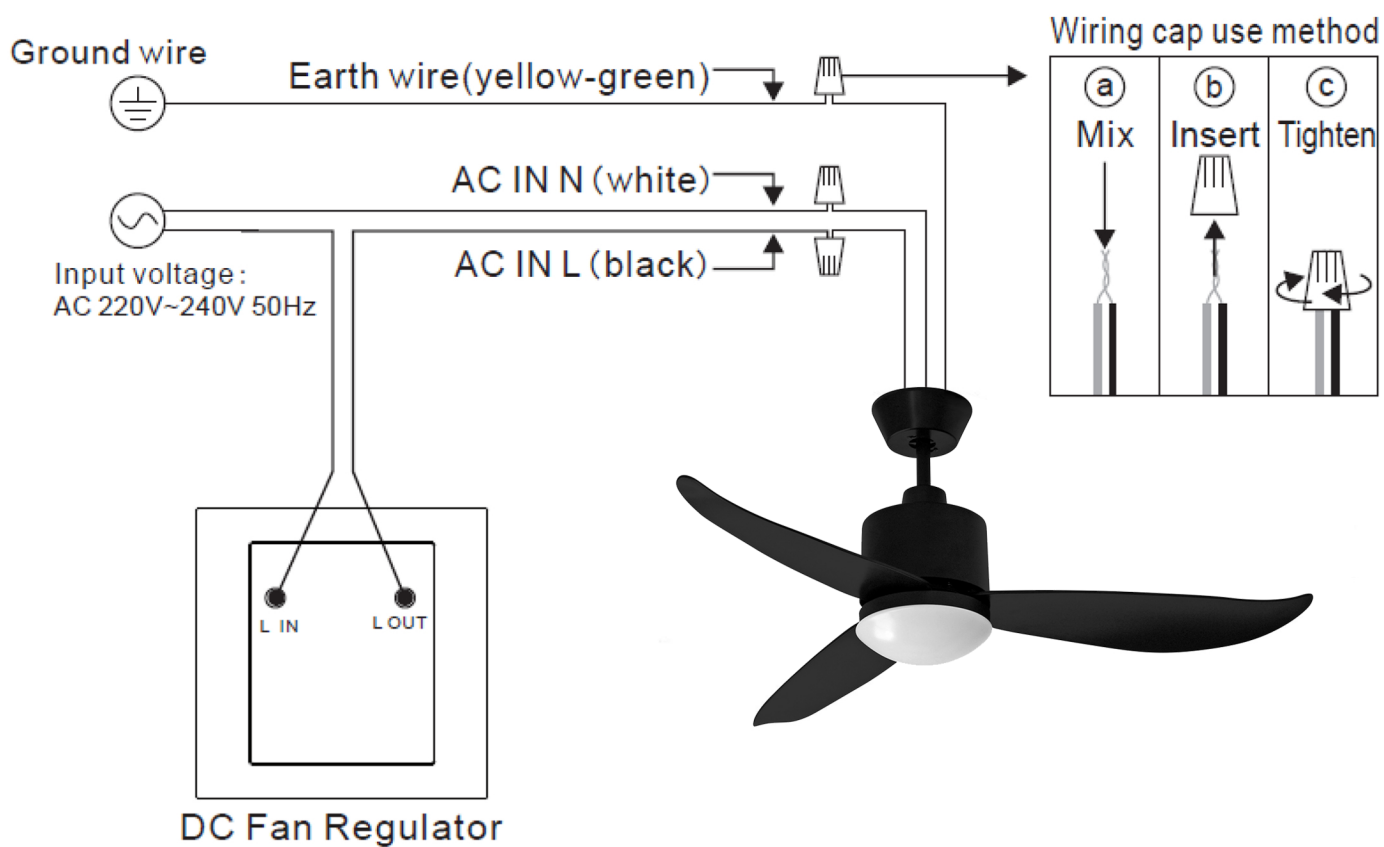 Wiring cap use method
Ground wire
Earth wire(yellow-green)
a
b
c
Mix
Insert
Tighten
AC IN N (white)
AC IN L (black)
Input voltage:
AC 220V~240V 50Hz
L IN
L OUT
DC Fan Regulator